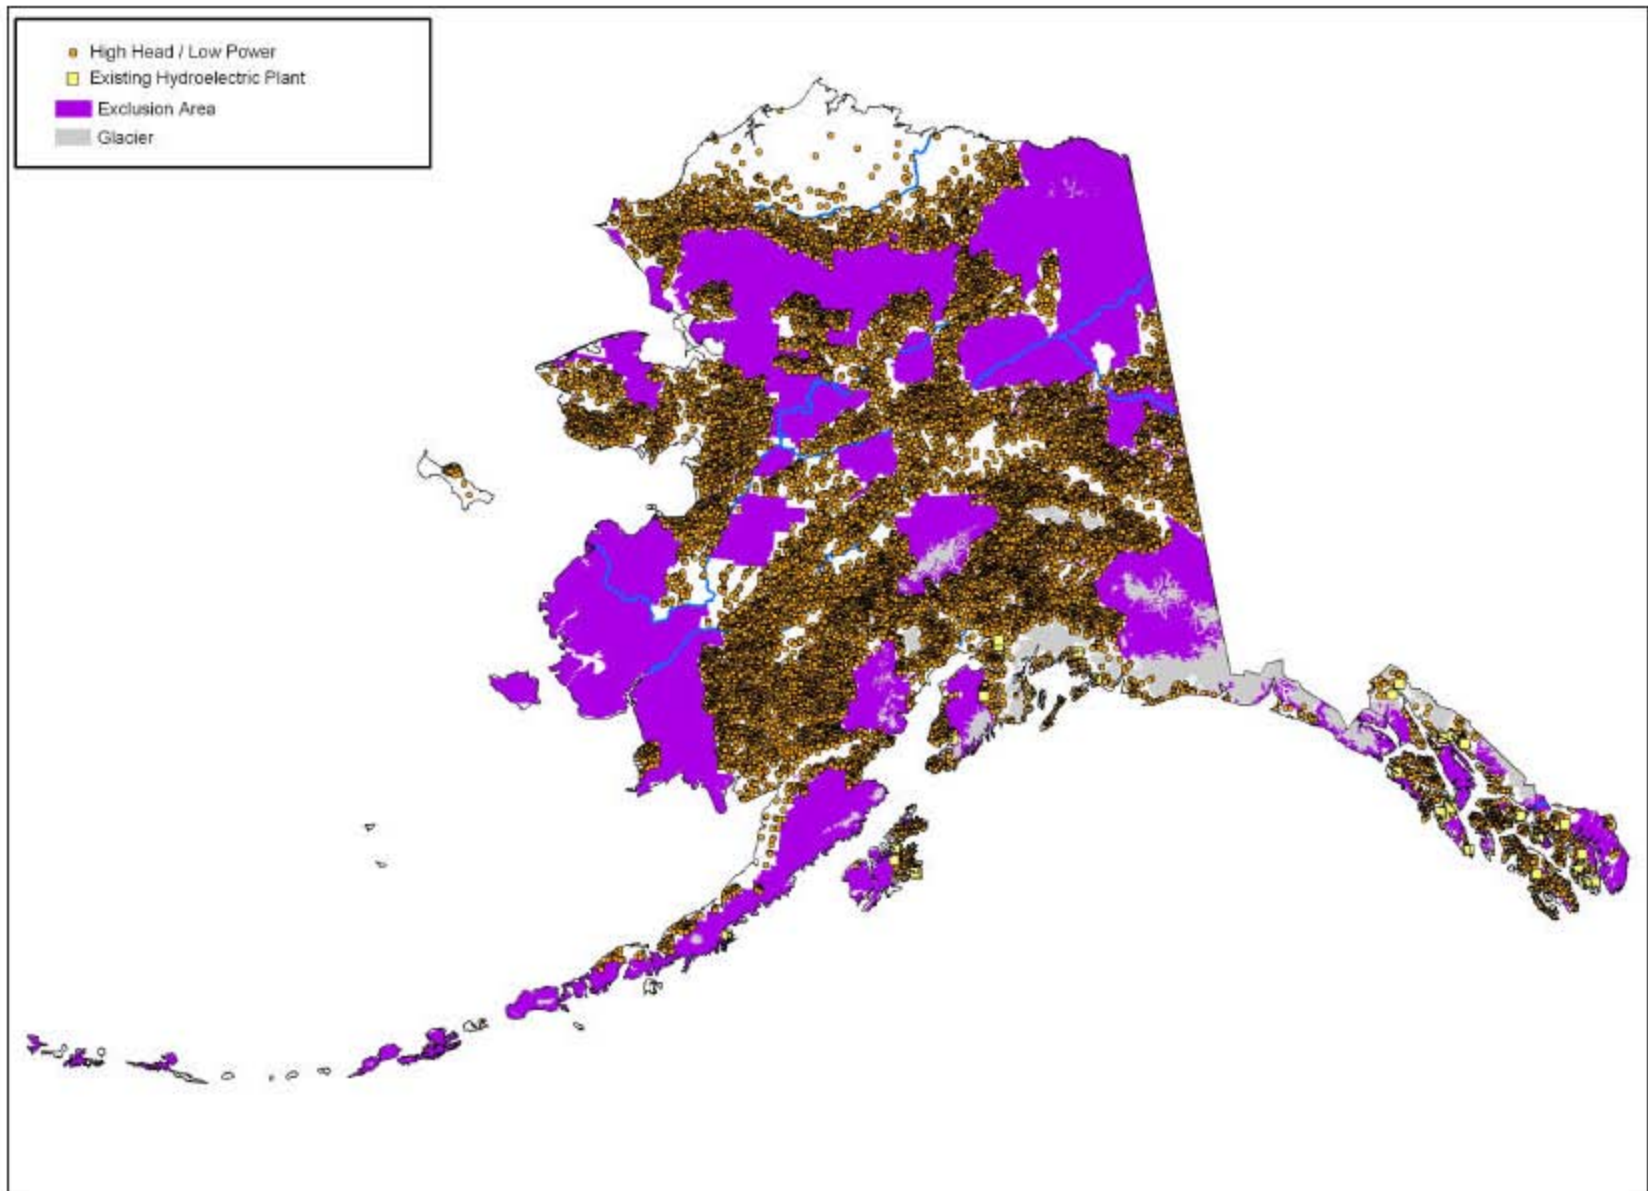 High Head / Low Power
Existing Hydroelectric Plant
Exclusion Area
Glacier